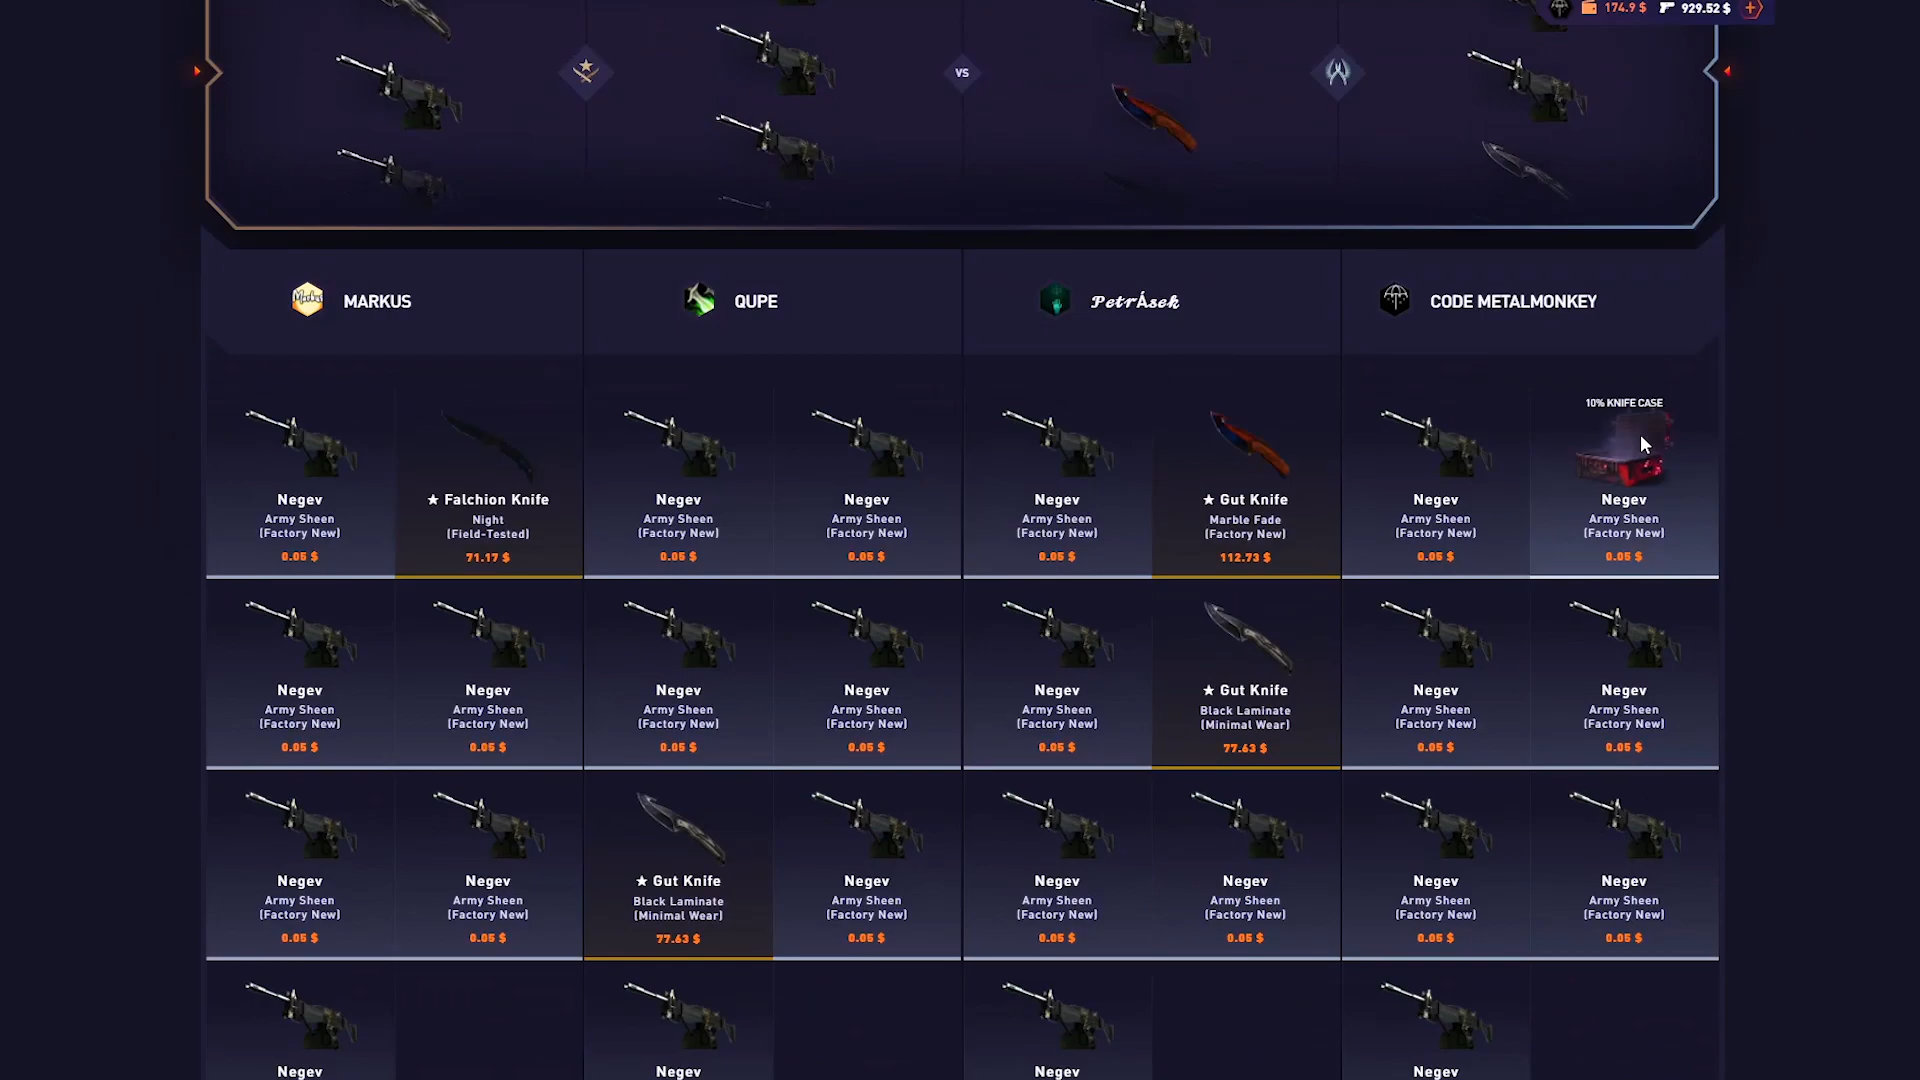 174.9 $ 929.52 $
VS
MARKUS QUPE PetrÁsek CODE METALMONKEY
10% KNIFE CASE
Negev ★ Falchion Knife Negev Negev Negev ★ Gut Knife Negev Negev
Army Sheen Night Army Sheen Army Sheen Army Sheen Marble Fade Army Sheen Army Sheen
(Factory New) (Field-Tested) (Factory New) (Factory New) (Factory New) (Factory New) (Factory New) (Factory New)
0.05 $ 71.17 $ 0.05 $ 0.05 $ 0.05 $ 112.73 $ 0.05 $ 0.05 $
Negev Negev Negev Negev Negev ★ Gut Knife Negev Negev
Army Sheen Army Sheen Army Sheen Army Sheen Army Sheen Black Laminate Army Sheen Army Sheen
(Factory New) (Factory New) (Factory New) (Factory New) (Factory New) (Minimal Wear) (Factory New) (Factory New)
0.05 $ 0.05 $ 0.05 $ 0.05 $ 0.05 $ 77.63 $ 0.05 $ 0.05 $
Negev Negev ★ Gut Knife Negev Negev Negev Negev Negev
Army Sheen Army Sheen Black Laminate Army Sheen Army Sheen Army Sheen Army Sheen Army Sheen
(Factory New) (Factory New) (Minimal Wear) (Factory New) (Factory New) (Factory New) (Factory New) (Factory New)
0.05 $ 0.05 $ 77.63 $ 0.05 $ 0.05 $ 0.05 $ 0.05 $ 0.05 $
Negev Negev Negev Negev